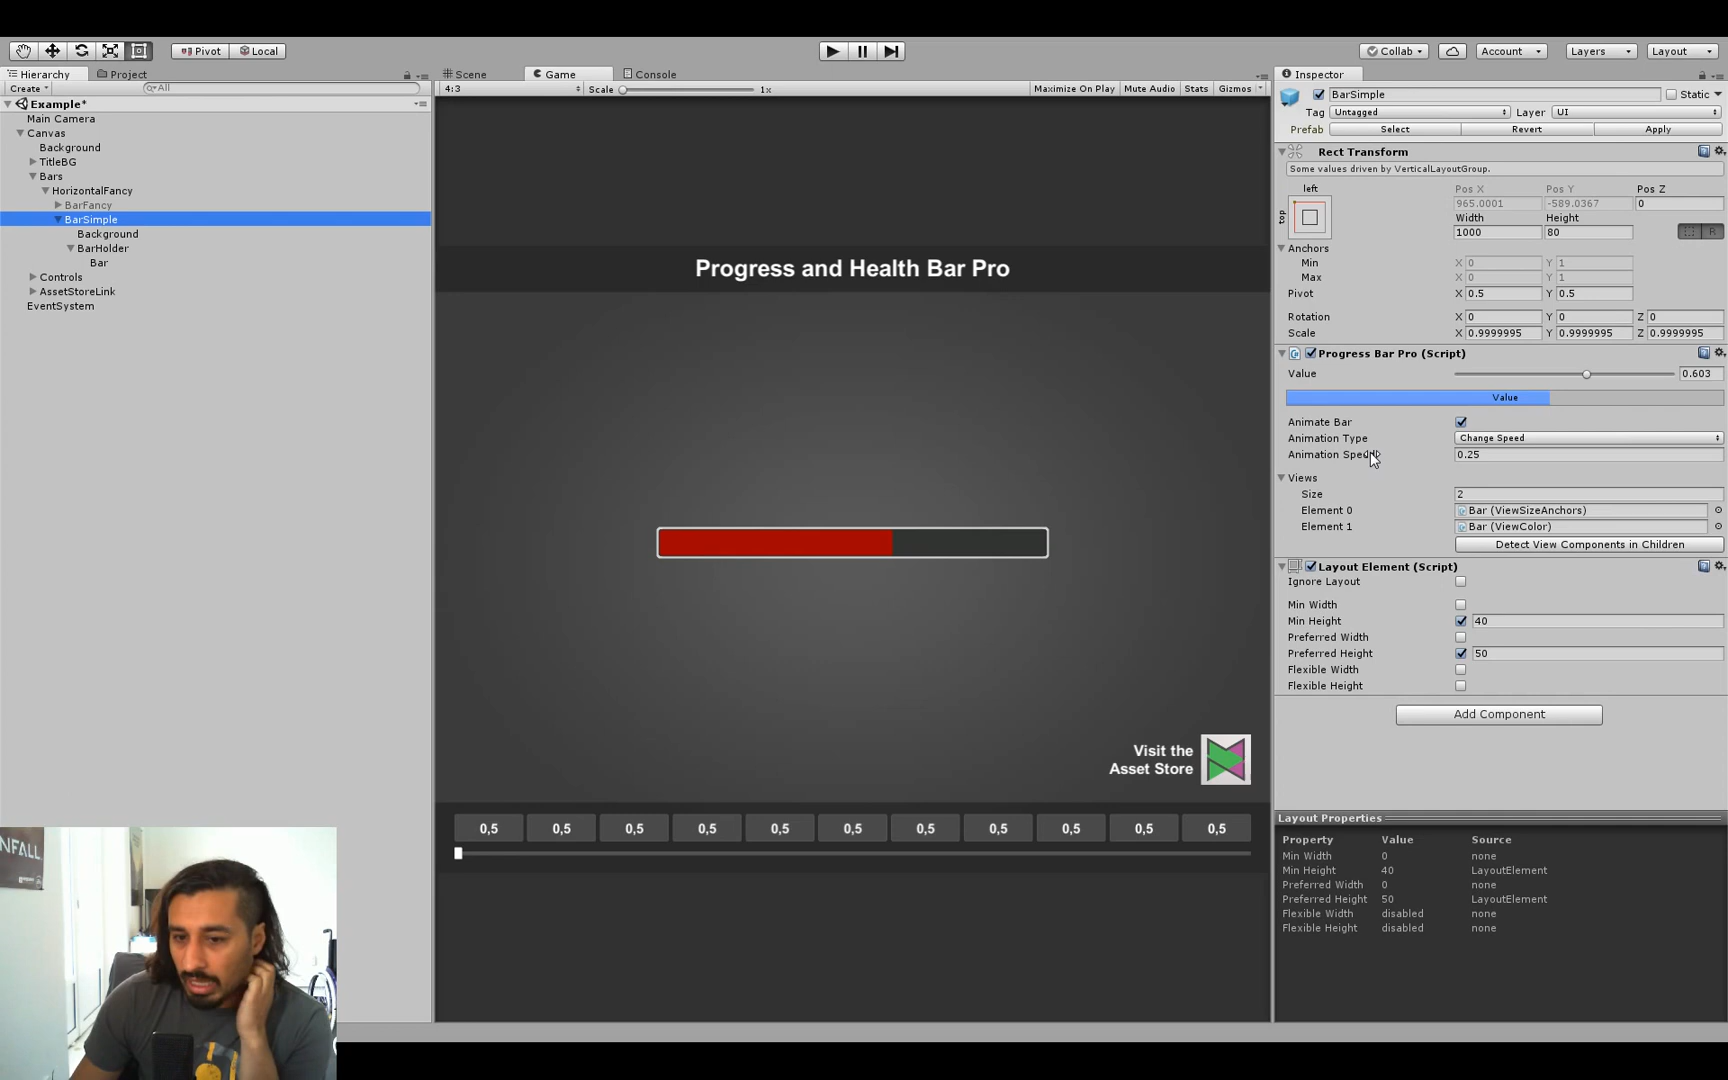 Pivot Local
Collab Account Layers Layout
Hierarchy Project
Create All
Example*
Main Camera
Canvas
Background
TitleBG
Bars
HorizontalFancy
BarFancy
BarSimple
Background
BarHolder
Bar
Controls
AssetStoreLink
EventSystem
Scene Game Console
4:3 Scale 1x Maximize On Play Mute Audio Stats Gizmos
Progress and Health Bar Pro
Visit the
Asset Store
0,5 0,5 0,5 0,5 0,5 0,5 0,5 0,5 0,5 0,5 0,5
Inspector
BarSimple Static
Tag Untagged Layer UI
Prefab Select Revert Apply
Rect Transform
Some values driven by VerticalLayoutGroup.
left Pos X Pos Y Pos Z
top 965.0001 -589.0367 0
Width Height
1000 80 R
Anchors
Min X 0 Y 1
Max X 0 Y 1
Pivot X 0.5 Y 0.5
Rotation X 0 Y 0 Z 0
Scale X 0.9999995 Y 0.9999995 Z 0.9999995
Progress Bar Pro (Script)
Value 0.603
Value
Animate Bar
Animation Type Change Speed
Animation Speed 0.25
Views
Size 2
Element 0 Bar (ViewSizeAnchors)
Element 1 Bar (ViewColor)
Detect View Components in Children
Layout Element (Script)
Ignore Layout
Min Width
Min Height 40
Preferred Width
Preferred Height 50
Flexible Width
Flexible Height
Add Component
Layout Properties
Property Value Source
Min Width 0 none
Min Height 40 LayoutElement
Preferred Width 0 none
Preferred Height 50 LayoutElement
Flexible Width disabled none
Flexible Height disabled none
NFALL